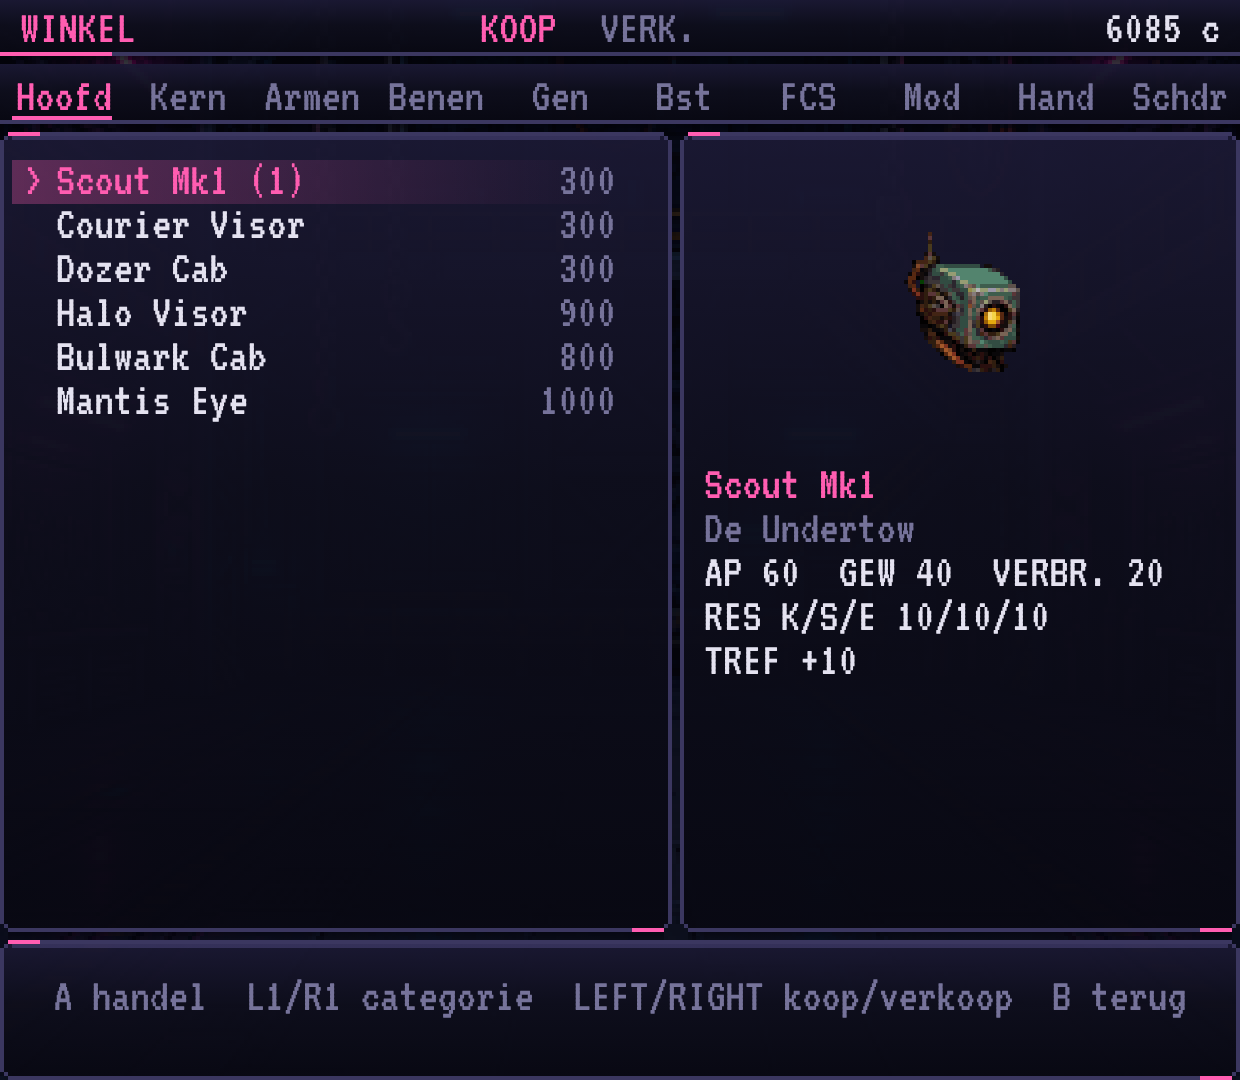 WINKEL KOOP VERK. 6085 c
Hoofd Kern Armen Benen Gen Bst FCS Mod Hand Schdr
> Scout Mk1 (1) 300
Courier Visor 300
Dozer Cab 300
Halo Visor 900
Bulwark Cab 800
Mantis Eye 1000
Scout Mk1
De Undertow
AP 60 GEW 40 VERBR. 20
RES K/S/E 10/10/10
TREF +10
A handel L1/R1 categorie LEFT/RIGHT koop/verkoop B terug